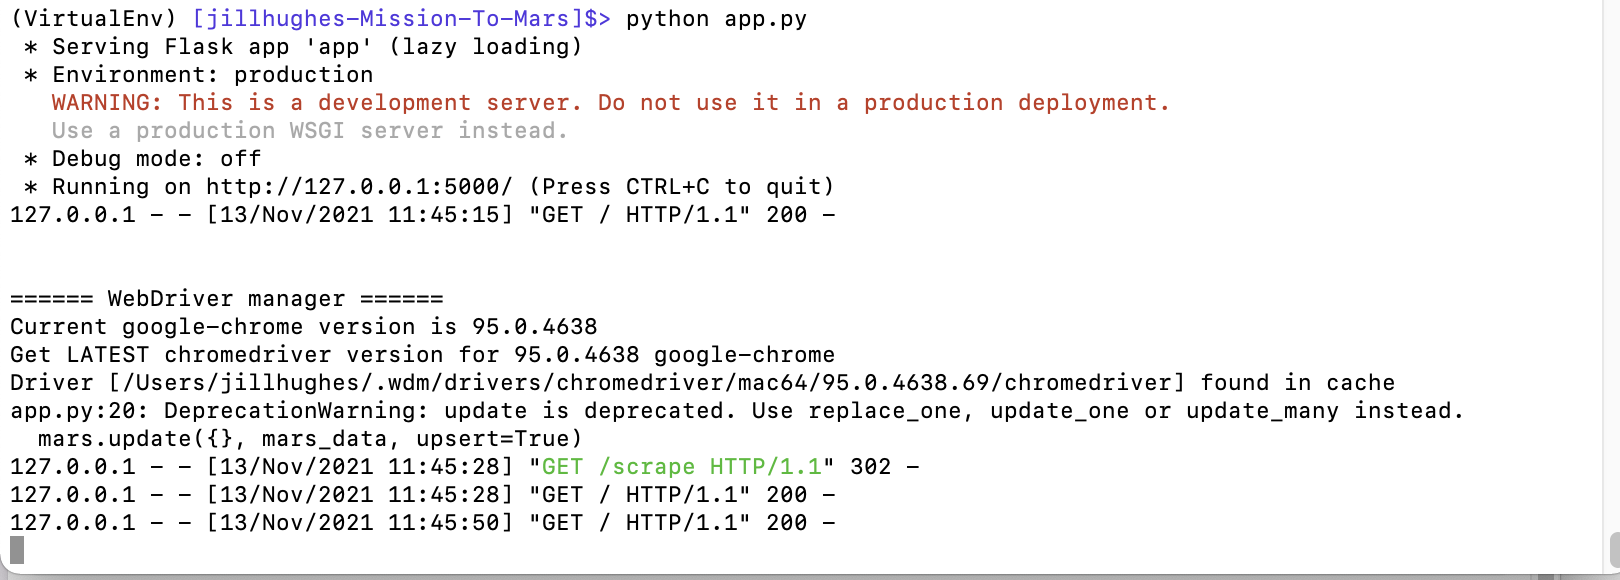 (VirtualEnv) [jillhughes-Mission-To-Mars]$> python app.py
 * Serving Flask app 'app' (lazy loading)
 * Environment: production
   WARNING: This is a development server. Do not use it in a production deployment.
   Use a production WSGI server instead.
 * Debug mode: off
 * Running on http://127.0.0.1:5000/ (Press CTRL+C to quit)
127.0.0.1 - - [13/Nov/2021 11:45:15] "GET / HTTP/1.1" 200 -
====== WebDriver manager ======
Current google-chrome version is 95.0.4638
Get LATEST chromedriver version for 95.0.4638 google-chrome
Driver [/Users/jillhughes/.wdm/drivers/chromedriver/mac64/95.0.4638.69/chromedriver] found in cache
app.py:20: DeprecationWarning: update is deprecated. Use replace_one, update_one or update_many instead.
  mars.update({}, mars_data, upsert=True)
127.0.0.1 - - [13/Nov/2021 11:45:28] "GET /scrape HTTP/1.1" 302 -
127.0.0.1 - - [13/Nov/2021 11:45:28] "GET / HTTP/1.1" 200 -
127.0.0.1 - - [13/Nov/2021 11:45:50] "GET / HTTP/1.1" 200 -